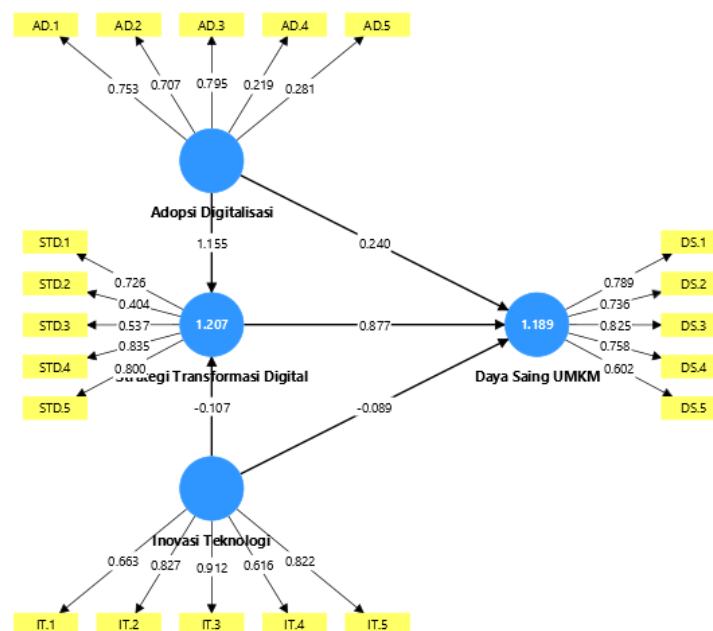 AD.1 AD.2 AD.3 AD.4 AD.5
0.753 0.707 0.795 0.219 0.281
Adopsi Digitalisasi
1.155
0.240
STD.1
STD.2
STD.3
STD.4
STD.5
0.726
0.404
0.537
0.835
0.800
1.207
Strategi Transformasi Digital
0.877
1.189
Daya Saing UMKM
0.789
0.736
0.825
0.758
0.602
DS.1
DS.2
DS.3
DS.4
DS.5
-0.107
-0.089
Inovasi Teknologi
0.663 0.827 0.912 0.616 0.822
IT.1 IT.2 IT.3 IT.4 IT.5